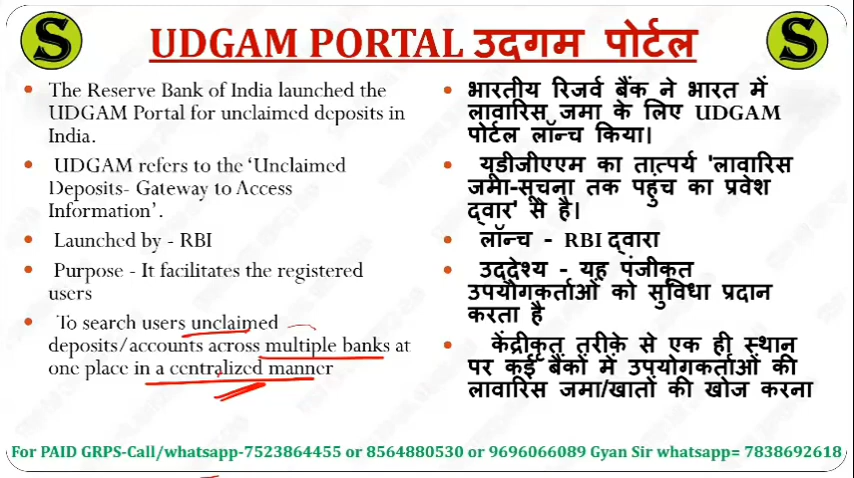 S
UDGAM PORTAL उदगम पोर्टल
S
The Reserve Bank of India launched the
UDGAM Portal for unclaimed deposits in
India.
UDGAM refers to the ‘Unclaimed
Deposits- Gateway to Access
Information’.
Launched by - RBI
Purpose - It facilitates the registered
users
To search users unclaimed
deposits/accounts across multiple banks at
one place in a centralized manner
भारतीय रिजर्व बैंक ने भारत में
लावारिस जमा के लिए UDGAM
पोर्टल लॉन्च किया।
यूडीजीएएम का तात्पर्य 'लावारिस
जमा-सूचना तक पहुच का प्रवेश
द्वार' से है।
लॉन्च - RBI द्वारा
उद्देश्य - यह पंजीकृत
उपयोगकर्ताओं को सुविधा प्रदान
करता है
केंद्रीकृत तरीके से एक ही स्थान
पर कई बैंकों में उपयोगकर्ताओं की
लावारिस जमा/खातों की खोज करना
For PAID GRPS-Call/whatsapp-7523864455 or 8564880530 or 9696066089 Gyan Sir whatsapp= 7838692618